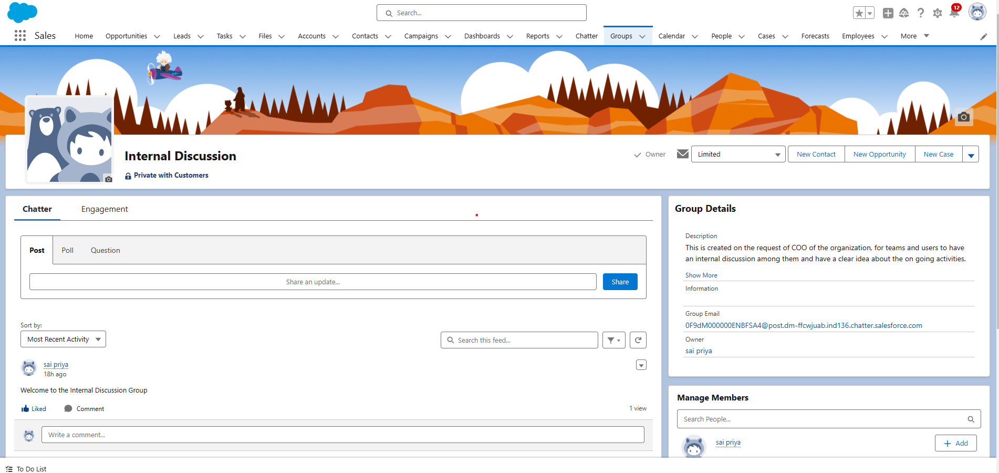 Search...
12
Sales
Home
Opportunities
Leads
Tasks
Files
Accounts
Contacts
Campaigns
Dashboards
Reports
Chatter
Groups
Calendar
People
Cases
Forecasts
Employees
More
Internal Discussion
Private with Customers
Owner
Limited
New Contact
New Opportunity
New Case
Chatter
Engagement
Post
Poll
Question
Share an update...
Share
Sort by:
Most Recent Activity
Search this feed...
sai priya
18h ago
Welcome to the Internal Discussion Group
Liked
Comment
1 view
Write a comment...
Group Details
Description
This is created on the request of COO of the organization, for teams and users to have
an internal discussion among them and have a clear idea about the on going activities.
Show More
Information
Group Email
0F9dM000000ENBFSA4@post.dm-ffcwjuab.ind136.chatter.salesforce.com
Owner
sai priya
Manage Members
Search People...
sai priya
Add
To Do List